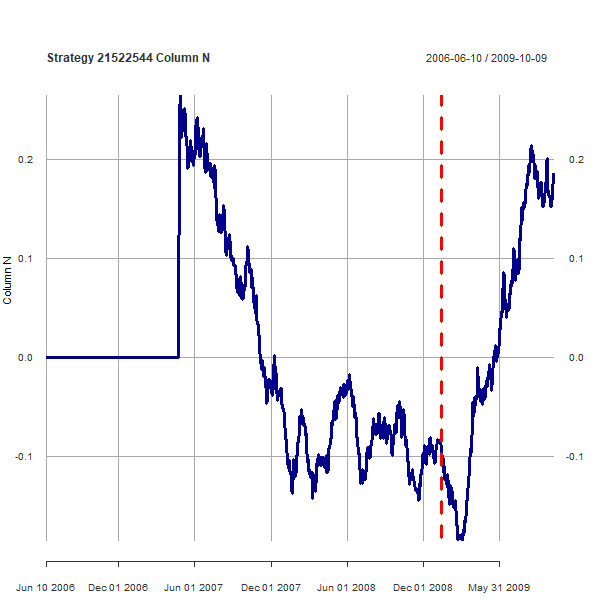 Strategy 21522544 Column N
2006-06-10 / 2009-10-09
0.2
0.2
0.1
0.1
0.0
0.0
-0.1
-0.1
Column N
Jun 10 2006
Dec 01 2006
Jun 01 2007
Dec 01 2007
Jun 01 2008
Dec 01 2008
May 31 2009